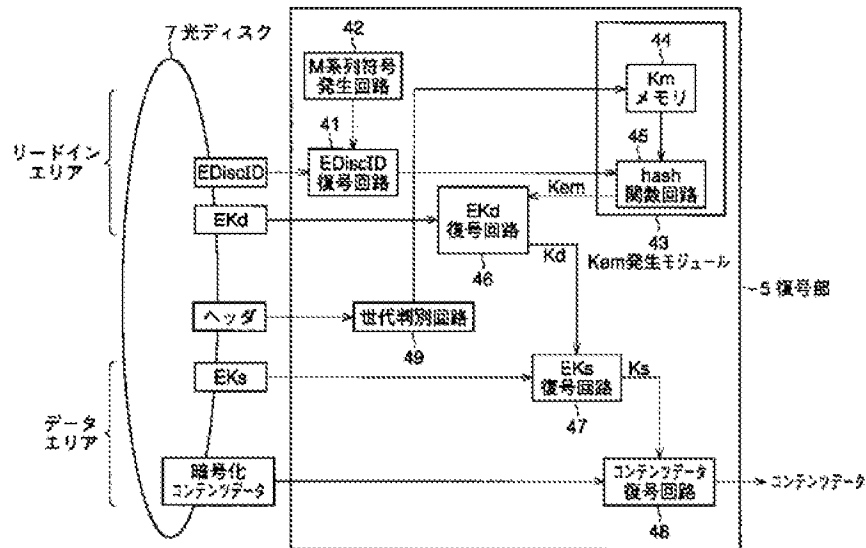 7 光ディスク
リードイン
エリア
EDiscID
EKd
ヘッダ
データ
エリア
EKs
暗号化
コンテンツデータ
42
M系列符号
発生回路
41
EDiscID
復号回路
44
Km
メモリ
45
hash
関数回路
43
Kem発生モジュール
Kem
EKd
復号回路
46
Kd
世代判別回路
49
EKs
復号回路
47
Ks
コンテンツデータ
復号回路
48
コンテンツデータ
5 復号部